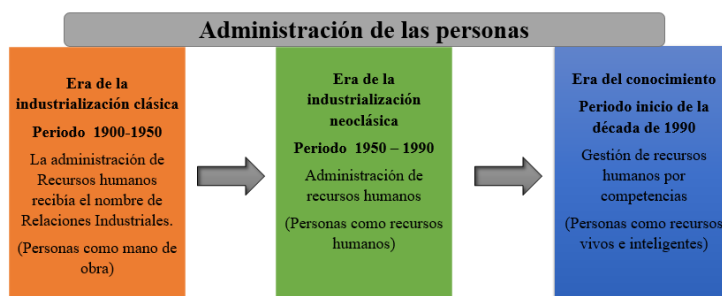 Administración de las personas
Era de la
industrialización clásica
Periodo 1900-1950
La administración de
Recursos humanos
recibía el nombre de
Relaciones Industriales.
(Personas como mano de
obra)
Era de la
industrialización
neoclásica
Periodo 1950 – 1990
Administración de
recursos humanos
(Personas como recursos
humanos)
Era del conocimiento
Periodo inicio de la
década de 1990
Gestión de recursos
humanos por
competencias
(Personas como recursos
vivos e inteligentes)